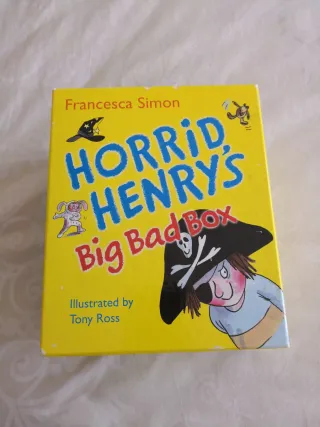 Francesca Simon
HORRiD
HENRY'S
Big Bad Box
Illustrated by
Tony Ross